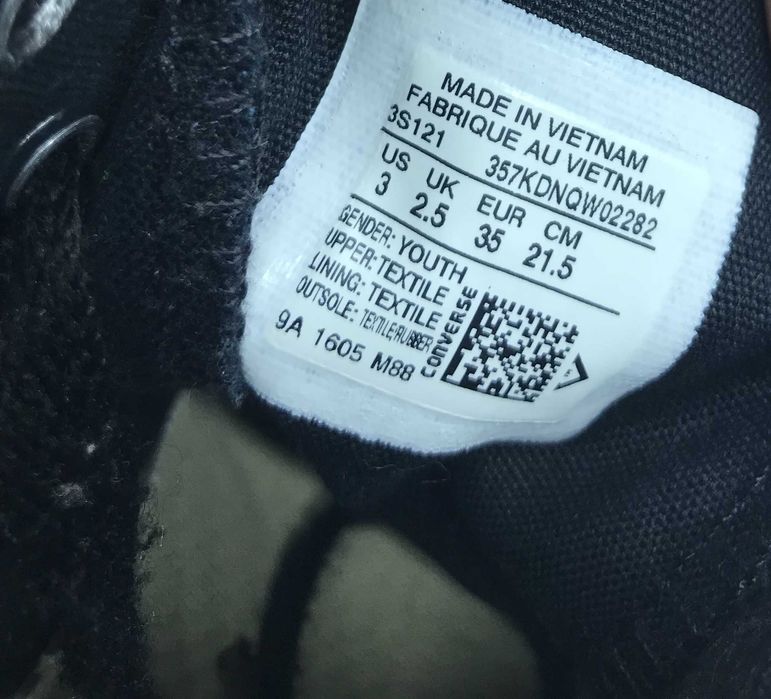 MADE IN VIETNAM
FABRIQUE AU VIETNAM
3S121 357KDNQW02282
US UK EUR CM
3 2.5 35 21.5
GENDER: YOUTH
UPPER: TEXTILE
LINING: TEXTILE
OUTSOLE: TEXTILE/RUBBER
9A 1605 M88
CONVERSE